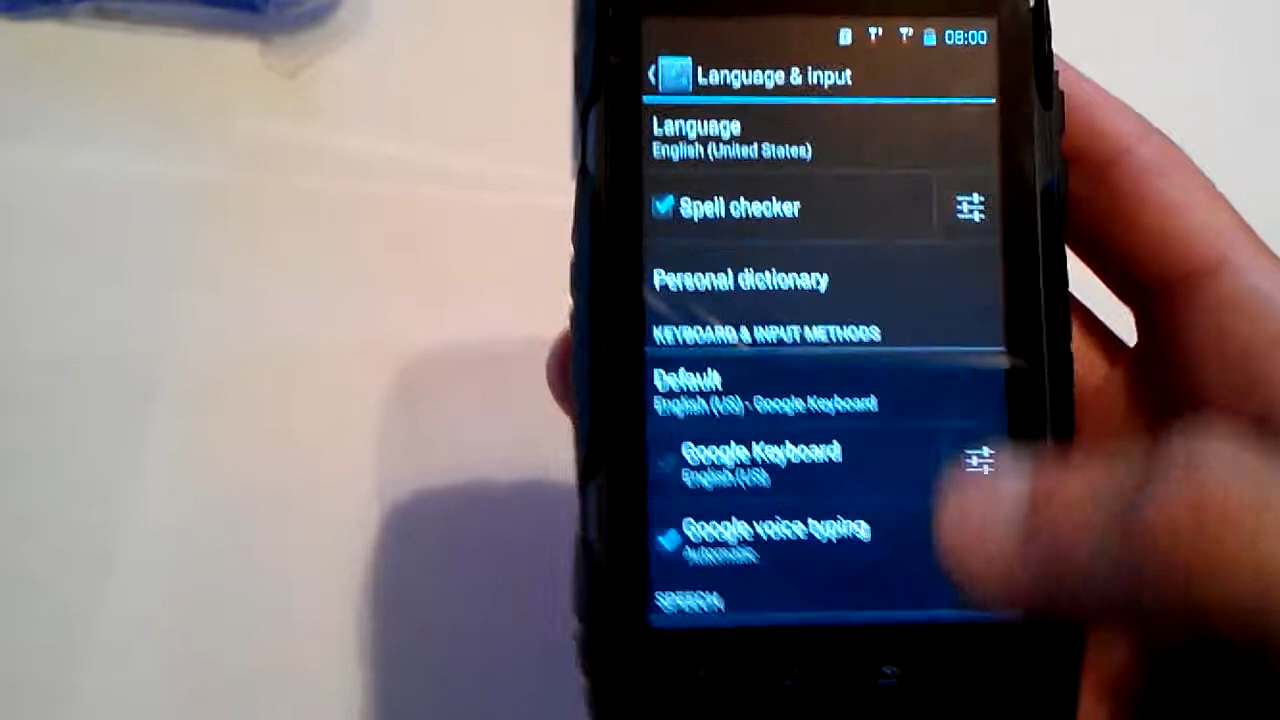 08:00
Language & input
Language
English (United States)
Spell checker
Personal dictionary
KEYBOARD & INPUT METHODS
Default
English (US) - Google Keyboard
Google Keyboard
English (US)
Google voice typing
Automatic
SPEECH